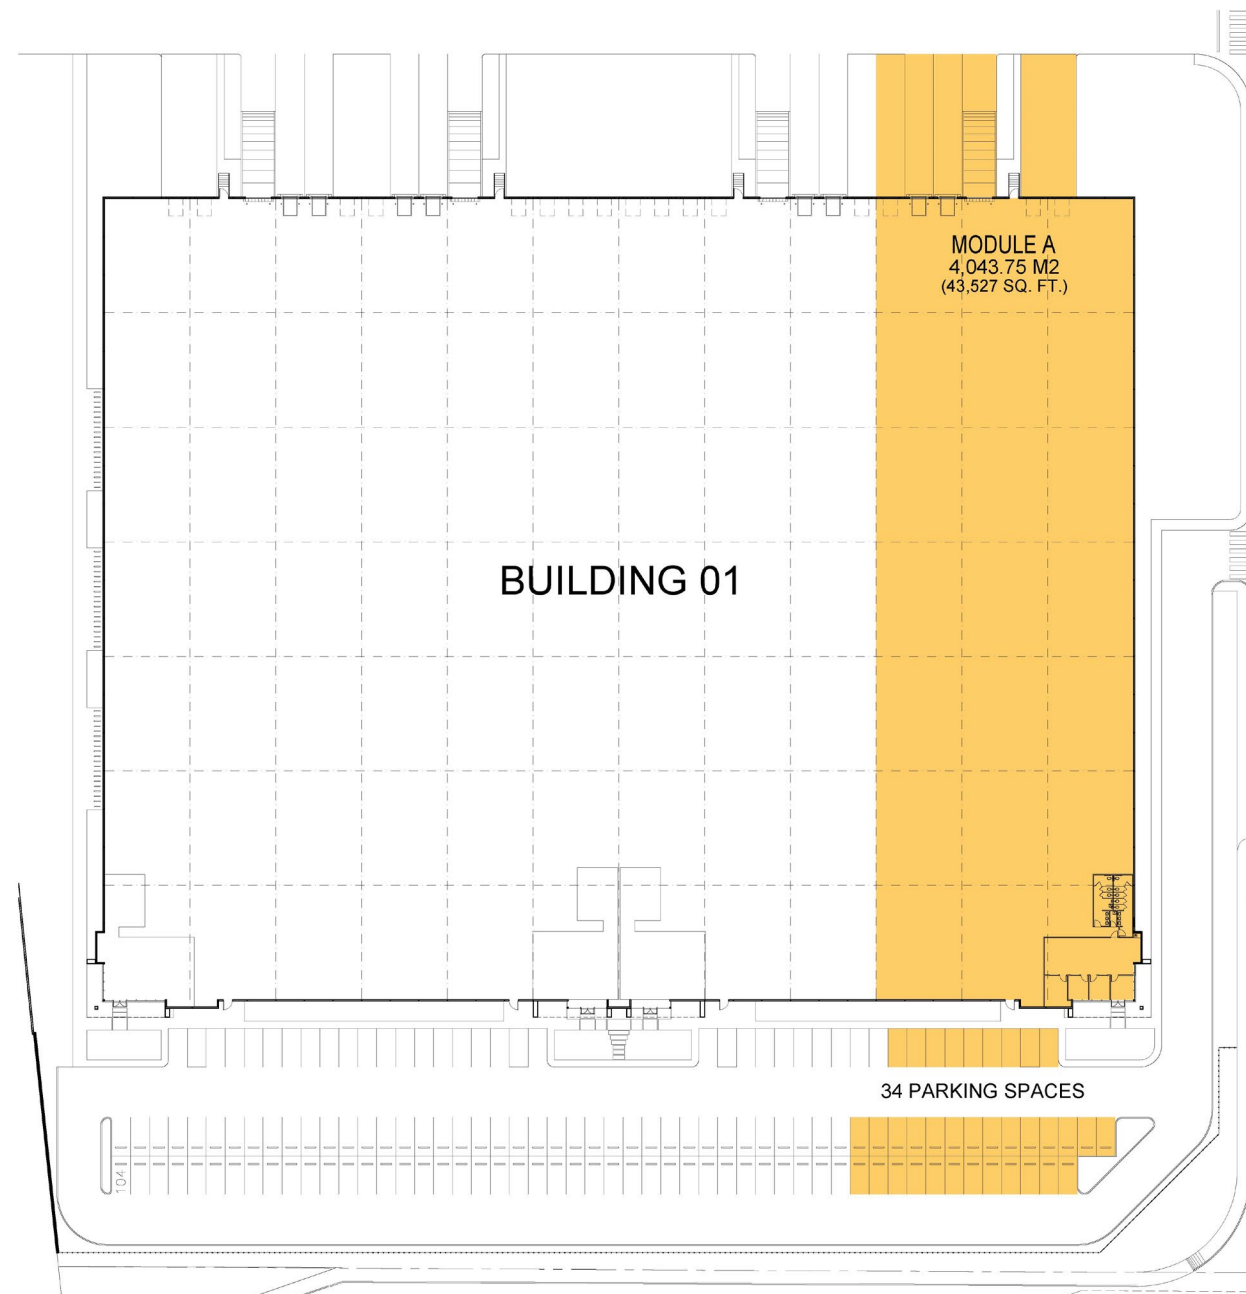 MODULE A
4,043.75 M2
(43,527 SQ. FT.)
BUILDING 01
34 PARKING SPACES
104